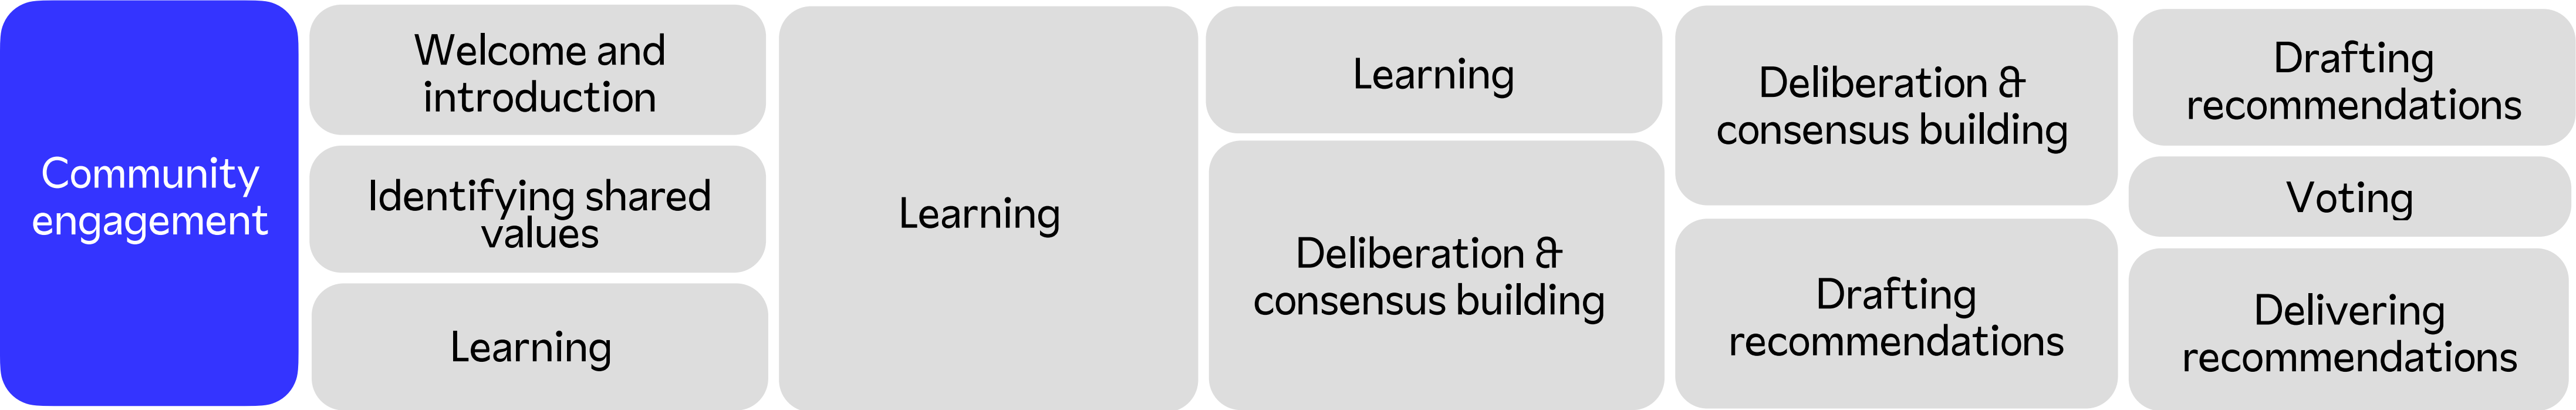 Community
engagement
Welcome and
introduction
Identifying shared
values
Learning
Learning
Learning
Deliberation &
consensus building
Deliberation &
consensus building
Drafting
recommendations
Drafting
recommendations
Voting
Delivering
recommendations